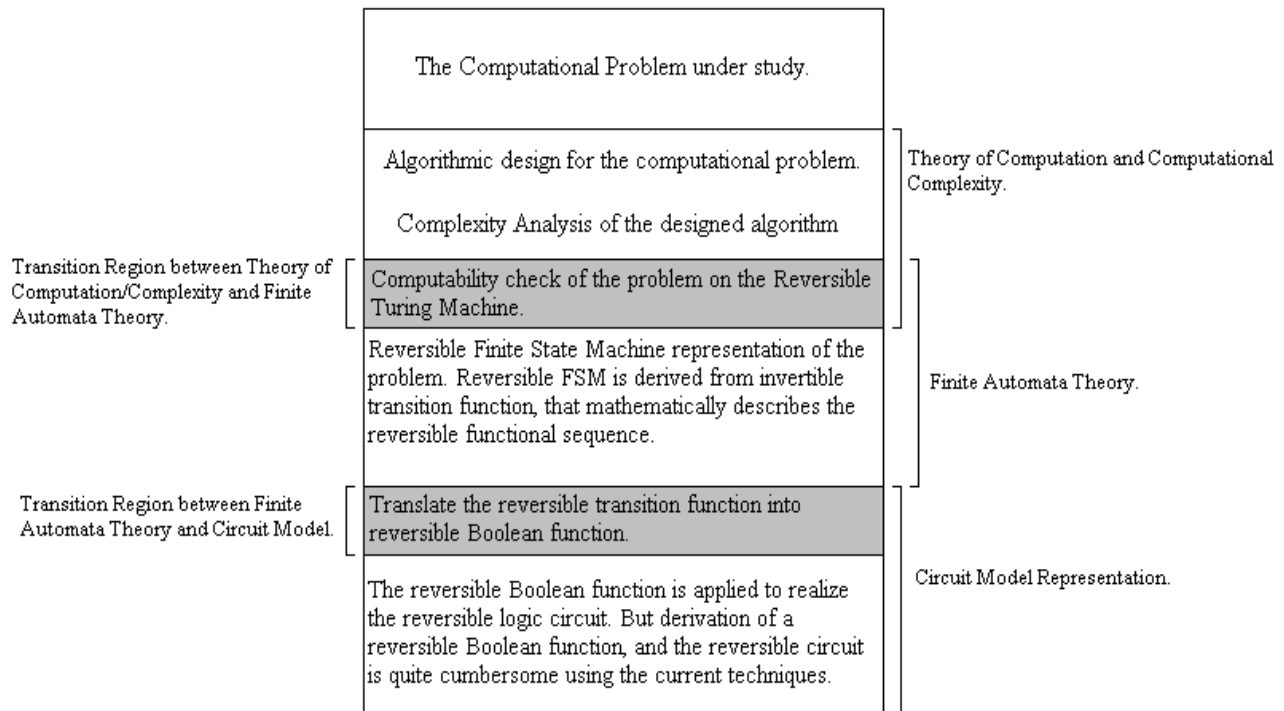 The Computational Problem under study.
Algorithmic design for the computational problem.
Complexity Analysis of the designed algorithm
Theory of Computation and Computational
Complexity.
Transition Region between Theory of
Computation/Complexity and Finite
Automata Theory.
Computability check of the problem on the Reversible
Turing Machine.
Reversible Finite State Machine representation of the
problem. Reversible FSM is derived from invertible
transition function, that mathematically describes the
reversible functional sequence.
Finite Automata Theory.
Transition Region between Finite
Automata Theory and Circuit Model.
Translate the reversible transition function into
reversible Boolean function.
The reversible Boolean function is applied to realize
the reversible logic circuit. But derivation of a
reversible Boolean function, and the reversible circuit
is quite cumbersome using the current techniques.
Circuit Model Representation.